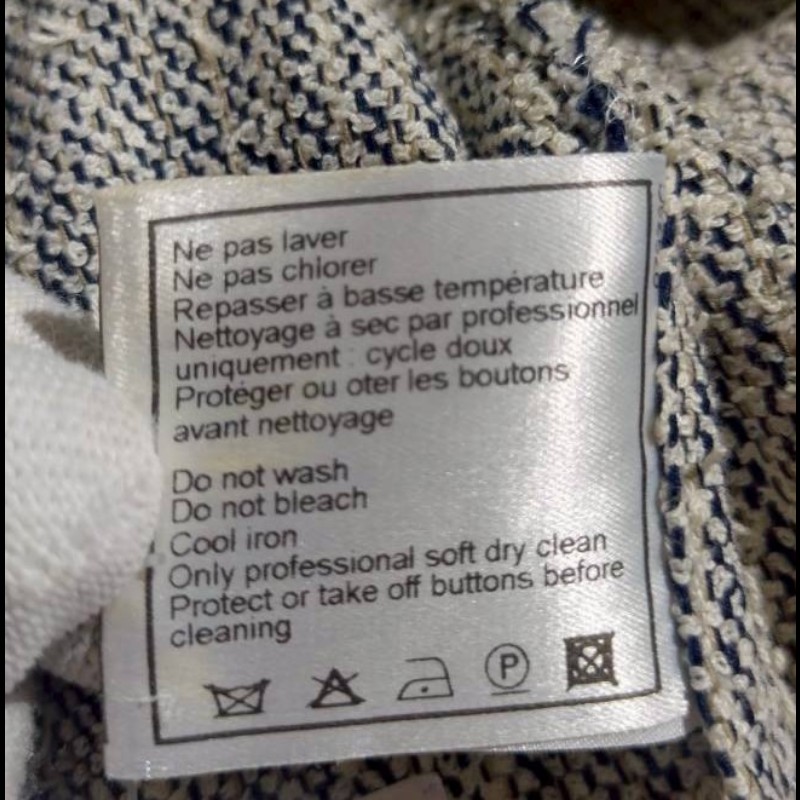 Ne pas laver
Ne pas chlorer
Repasser à basse température
Nettoyage à sec par professionnel
uniquement : cycle doux
Protéger ou oter les boutons
avant nettoyage
Do not wash
Do not bleach
Cool iron
Only professional soft dry clean
Protect or take off buttons before
cleaning
P